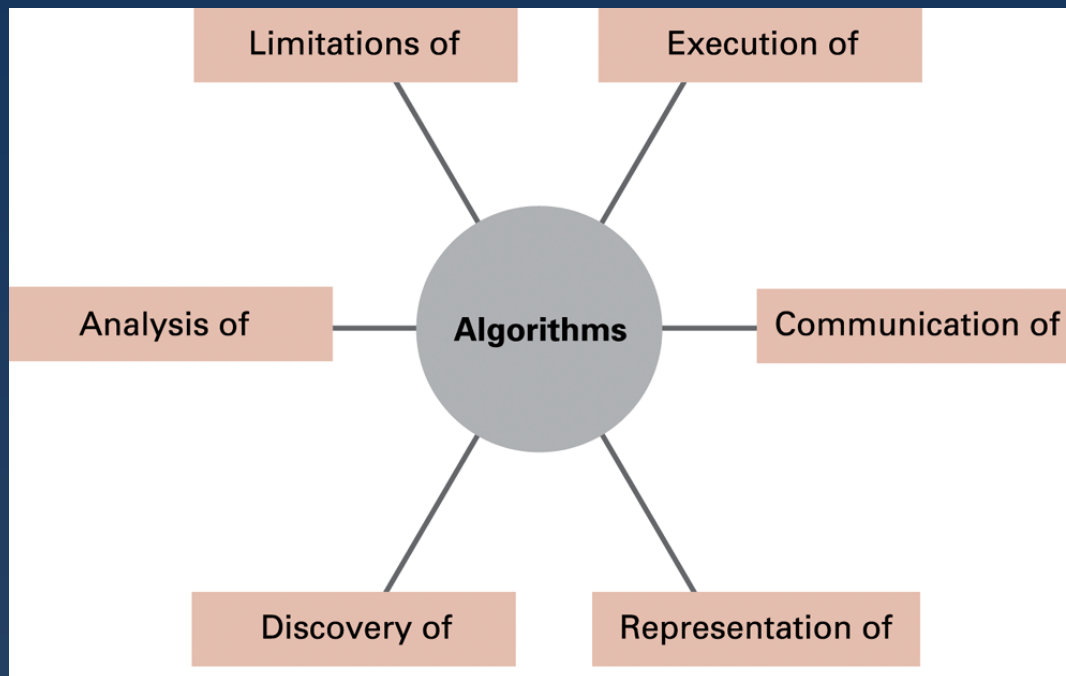 Limitations of
Execution of
Analysis of
Algorithms
Communication of
Discovery of
Representation of